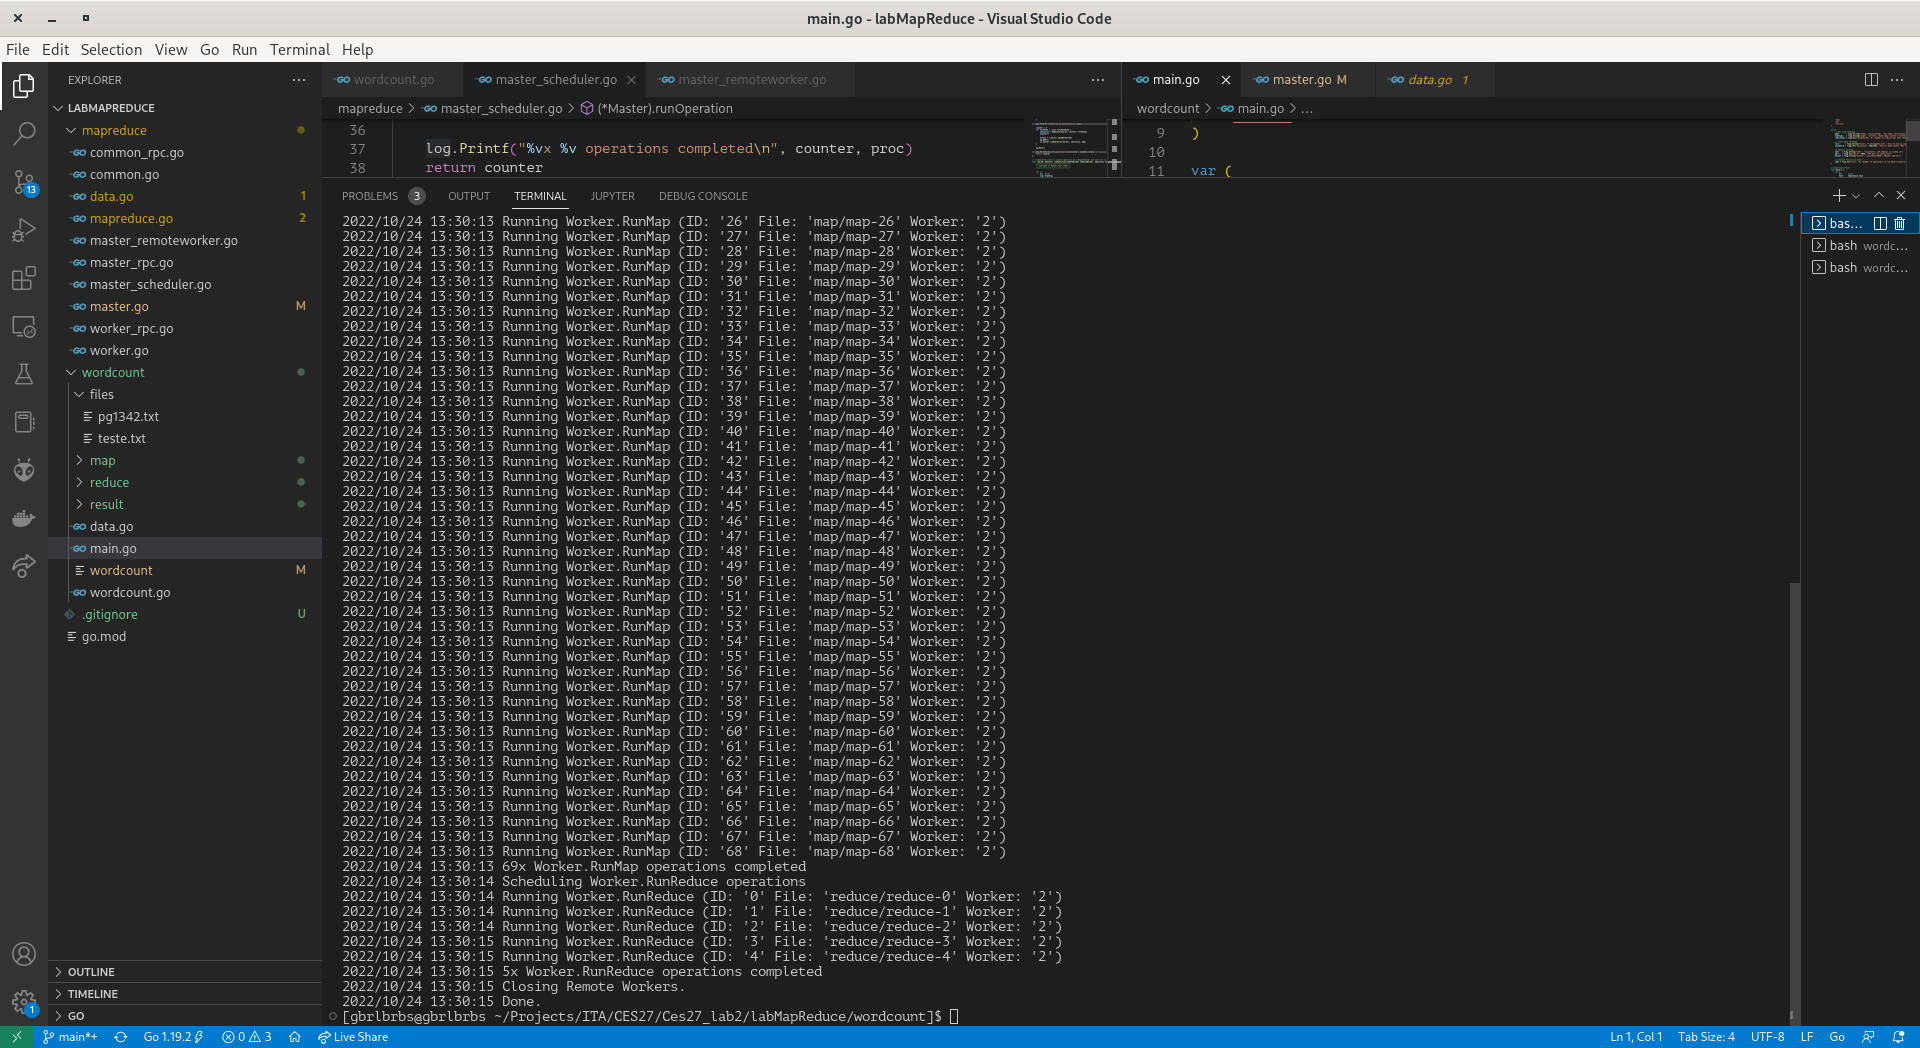 main.go - labMapReduce - Visual Studio Code
File Edit Selection View Go Run Terminal Help
EXPLORER
LABMAPREDUCE
mapreduce
common_rpc.go
common.go
data.go 1
mapreduce.go 2
master_remoteworker.go
master_rpc.go
master_scheduler.go
master.go M
worker_rpc.go
worker.go
wordcount
files
pg1342.txt
teste.txt
map
reduce
result
data.go
main.go
wordcount M
wordcount.go
.gitignore U
go.mod
OUTLINE
TIMELINE
GO
13
1
wordcount.go master_scheduler.go master_remoteworker.go
mapreduce > master_scheduler.go > (*Master).runOperation
36
37 log.Printf("%vx %v operations completed\n", counter, proc)
38 return counter
main.go master.go M data.go 1
wordcount > main.go > ...
9 )
10
11 var (
PROBLEMS 3 OUTPUT TERMINAL JUPYTER DEBUG CONSOLE
2022/10/24 13:30:13 Running Worker.RunMap (ID: '26' File: 'map/map-26' Worker: '2')
2022/10/24 13:30:13 Running Worker.RunMap (ID: '27' File: 'map/map-27' Worker: '2')
2022/10/24 13:30:13 Running Worker.RunMap (ID: '28' File: 'map/map-28' Worker: '2')
2022/10/24 13:30:13 Running Worker.RunMap (ID: '29' File: 'map/map-29' Worker: '2')
2022/10/24 13:30:13 Running Worker.RunMap (ID: '30' File: 'map/map-30' Worker: '2')
2022/10/24 13:30:13 Running Worker.RunMap (ID: '31' File: 'map/map-31' Worker: '2')
2022/10/24 13:30:13 Running Worker.RunMap (ID: '32' File: 'map/map-32' Worker: '2')
2022/10/24 13:30:13 Running Worker.RunMap (ID: '33' File: 'map/map-33' Worker: '2')
2022/10/24 13:30:13 Running Worker.RunMap (ID: '34' File: 'map/map-34' Worker: '2')
2022/10/24 13:30:13 Running Worker.RunMap (ID: '35' File: 'map/map-35' Worker: '2')
2022/10/24 13:30:13 Running Worker.RunMap (ID: '36' File: 'map/map-36' Worker: '2')
2022/10/24 13:30:13 Running Worker.RunMap (ID: '37' File: 'map/map-37' Worker: '2')
2022/10/24 13:30:13 Running Worker.RunMap (ID: '38' File: 'map/map-38' Worker: '2')
2022/10/24 13:30:13 Running Worker.RunMap (ID: '39' File: 'map/map-39' Worker: '2')
2022/10/24 13:30:13 Running Worker.RunMap (ID: '40' File: 'map/map-40' Worker: '2')
2022/10/24 13:30:13 Running Worker.RunMap (ID: '41' File: 'map/map-41' Worker: '2')
2022/10/24 13:30:13 Running Worker.RunMap (ID: '42' File: 'map/map-42' Worker: '2')
2022/10/24 13:30:13 Running Worker.RunMap (ID: '43' File: 'map/map-43' Worker: '2')
2022/10/24 13:30:13 Running Worker.RunMap (ID: '44' File: 'map/map-44' Worker: '2')
2022/10/24 13:30:13 Running Worker.RunMap (ID: '45' File: 'map/map-45' Worker: '2')
2022/10/24 13:30:13 Running Worker.RunMap (ID: '46' File: 'map/map-46' Worker: '2')
2022/10/24 13:30:13 Running Worker.RunMap (ID: '47' File: 'map/map-47' Worker: '2')
2022/10/24 13:30:13 Running Worker.RunMap (ID: '48' File: 'map/map-48' Worker: '2')
2022/10/24 13:30:13 Running Worker.RunMap (ID: '49' File: 'map/map-49' Worker: '2')
2022/10/24 13:30:13 Running Worker.RunMap (ID: '50' File: 'map/map-50' Worker: '2')
2022/10/24 13:30:13 Running Worker.RunMap (ID: '51' File: 'map/map-51' Worker: '2')
2022/10/24 13:30:13 Running Worker.RunMap (ID: '52' File: 'map/map-52' Worker: '2')
2022/10/24 13:30:13 Running Worker.RunMap (ID: '53' File: 'map/map-53' Worker: '2')
2022/10/24 13:30:13 Running Worker.RunMap (ID: '54' File: 'map/map-54' Worker: '2')
2022/10/24 13:30:13 Running Worker.RunMap (ID: '55' File: 'map/map-55' Worker: '2')
2022/10/24 13:30:13 Running Worker.RunMap (ID: '56' File: 'map/map-56' Worker: '2')
2022/10/24 13:30:13 Running Worker.RunMap (ID: '57' File: 'map/map-57' Worker: '2')
2022/10/24 13:30:13 Running Worker.RunMap (ID: '58' File: 'map/map-58' Worker: '2')
2022/10/24 13:30:13 Running Worker.RunMap (ID: '59' File: 'map/map-59' Worker: '2')
2022/10/24 13:30:13 Running Worker.RunMap (ID: '60' File: 'map/map-60' Worker: '2')
2022/10/24 13:30:13 Running Worker.RunMap (ID: '61' File: 'map/map-61' Worker: '2')
2022/10/24 13:30:13 Running Worker.RunMap (ID: '62' File: 'map/map-62' Worker: '2')
2022/10/24 13:30:13 Running Worker.RunMap (ID: '63' File: 'map/map-63' Worker: '2')
2022/10/24 13:30:13 Running Worker.RunMap (ID: '64' File: 'map/map-64' Worker: '2')
2022/10/24 13:30:13 Running Worker.RunMap (ID: '65' File: 'map/map-65' Worker: '2')
2022/10/24 13:30:13 Running Worker.RunMap (ID: '66' File: 'map/map-66' Worker: '2')
2022/10/24 13:30:13 Running Worker.RunMap (ID: '67' File: 'map/map-67' Worker: '2')
2022/10/24 13:30:13 Running Worker.RunMap (ID: '68' File: 'map/map-68' Worker: '2')
2022/10/24 13:30:13 69x Worker.RunMap operations completed
2022/10/24 13:30:14 Scheduling Worker.RunReduce operations
2022/10/24 13:30:14 Running Worker.RunReduce (ID: '0' File: 'reduce/reduce-0' Worker: '2')
2022/10/24 13:30:14 Running Worker.RunReduce (ID: '1' File: 'reduce/reduce-1' Worker: '2')
2022/10/24 13:30:14 Running Worker.RunReduce (ID: '2' File: 'reduce/reduce-2' Worker: '2')
2022/10/24 13:30:15 Running Worker.RunReduce (ID: '3' File: 'reduce/reduce-3' Worker: '2')
2022/10/24 13:30:15 Running Worker.RunReduce (ID: '4' File: 'reduce/reduce-4' Worker: '2')
2022/10/24 13:30:15 5x Worker.RunReduce operations completed
2022/10/24 13:30:15 Closing Remote Workers.
2022/10/24 13:30:15 Done.
[gbrlbrbs@gbrlbrbs ~/Projects/ITA/CES27/Ces27_lab2/labMapReduce/wordcount]$
bas...
bash wordc...
bash wordc...
main*+ Go 1.19.2 0 3 Live Share Ln 1, Col 1 Tab Size: 4 UTF-8 LF Go